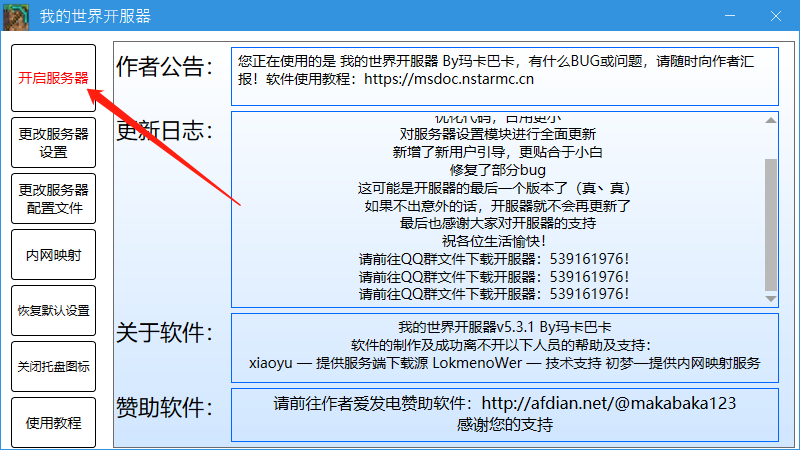 我的世界开服器
开启服务器
更改服务器
设置
更改服务器
配置文件
内网映射
恢复默认设置
关闭托盘图标
使用教程
作者公告：
您正在使用的是 我的世界开服器 By玛卡巴卡，有什么BUG或问题，请随时向作者汇
报！软件使用教程：https://msdoc.nstarmc.cn
更新日志：
优化代码，占用更小
对服务器设置模块进行全面更新
新增了新用户引导，更贴合于小白
修复了部分bug
这可能是开服器的最后一个版本了（真丶真）
如果不出意外的话，开服器就不会再更新了
最后也感谢大家对开服器的支持
祝各位生活愉快！
请前往QQ群文件下载开服器：539161976！
请前往QQ群文件下载开服器：539161976！
请前往QQ群文件下载开服器：539161976！
关于软件：
我的世界开服器v5.3.1 By玛卡巴卡
软件的制作及成功离不开以下人员的帮助及支持：
xiaoyu — 提供服务端下载源 LokmenoWer — 技术支持 初梦—提供内网映射服务
赞助软件：
请前往作者爱发电赞助软件：http://afdian.net/@makabaka123
感谢您的支持